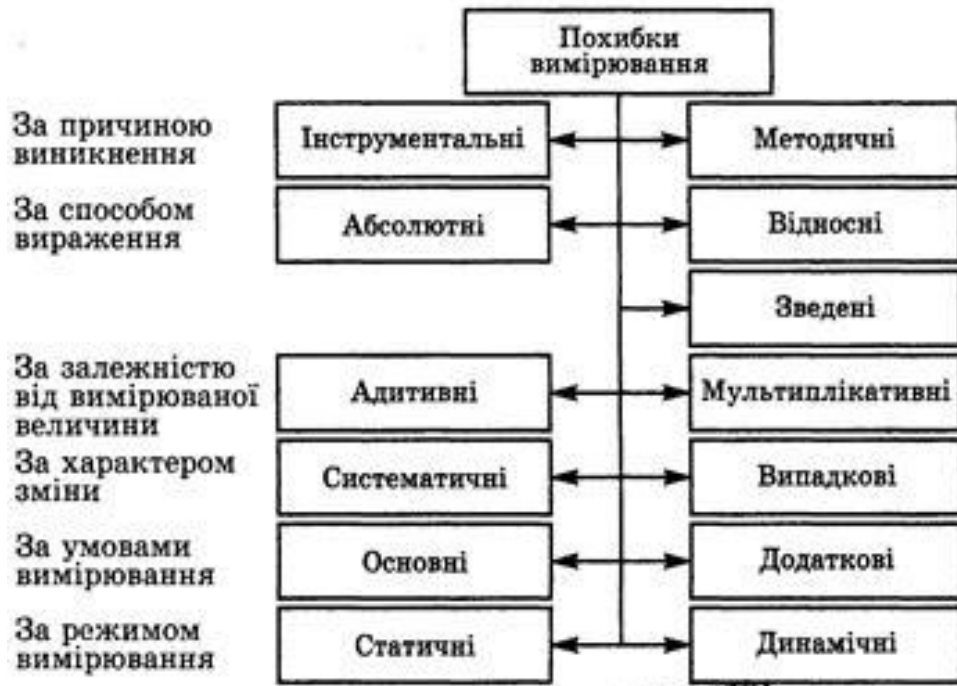 Похибки
вимірювання
За причиною
виникнення
Інструментальні
Методичні
За способом
вираження
Абсолютні
Відносні
Зведені
За залежністю
від вимірюваної
величини
Адитивні
Мультиплікативні
За характером
зміни
Систематичні
Випадкові
За умовами
вимірювання
Основні
Додаткові
За режимом
вимірювання
Статичні
Динамічні